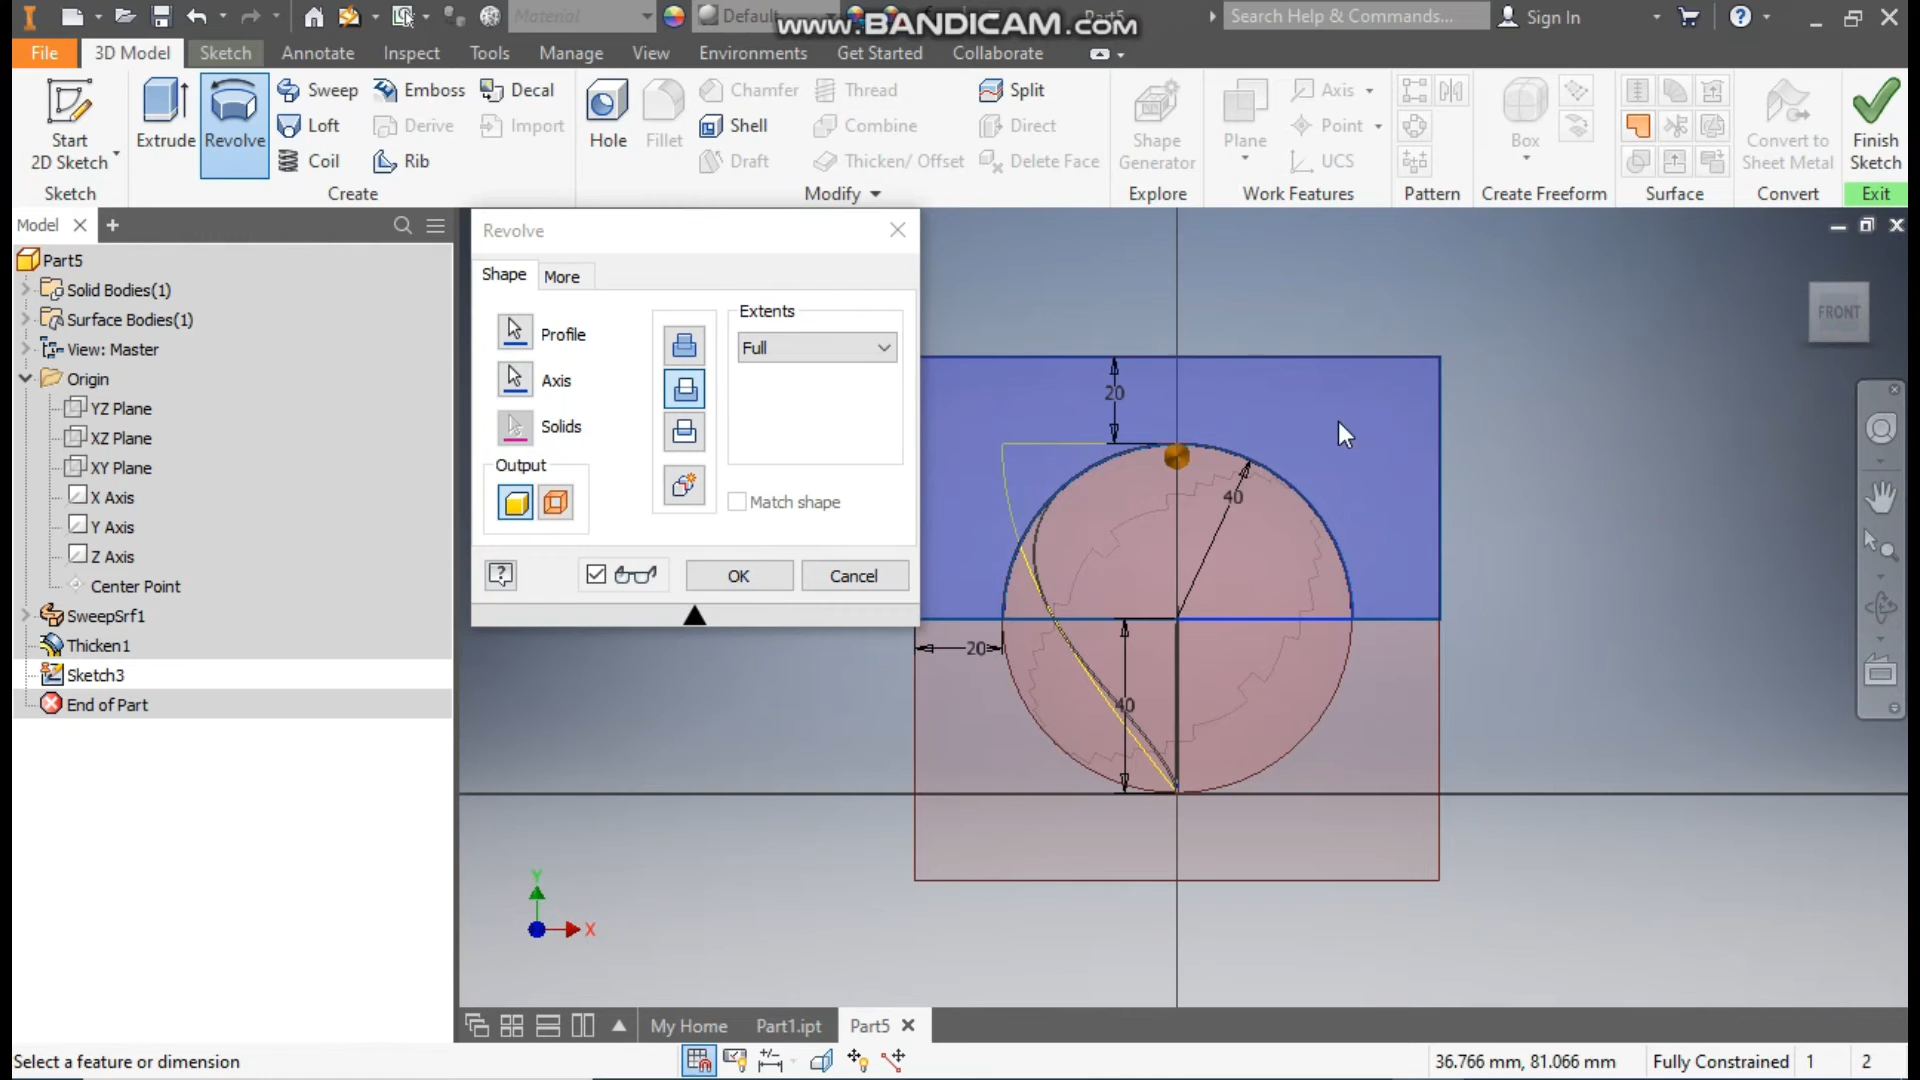 Material
Default
www.BANDICAM.com
Part5
Search Help & Commands...
Sign In
File
3D Model
Sketch
Annotate
Inspect
Tools
Manage
View
Environments
Get Started
Collaborate
Start
2D Sketch
Extrude
Revolve
Sweep
Loft
Coil
Emboss
Derive
Rib
Decal
Import
Hole
Fillet
Chamfer
Shell
Draft
Thread
Combine
Thicken/ Offset
Split
Direct
Delete Face
Shape
Generator
Plane
Axis
Point
UCS
Box
Convert to
Sheet Metal
Finish
Sketch
Sketch
Create
Modify
Explore
Work Features
Pattern
Create Freeform
Surface
Convert
Exit
Model
Part5
Solid Bodies(1)
Surface Bodies(1)
View: Master
Origin
YZ Plane
XZ Plane
XY Plane
X Axis
Y Axis
Z Axis
Center Point
SweepSrf1
Thicken1
Sketch3
End of Part
Revolve
Shape
More
Profile
Axis
Solids
Output
Extents
Full
Match shape
OK
Cancel
FRONT
20
40
20
40
Y
X
My Home
Part1.ipt
Part5
Select a feature or dimension
36.766 mm, 81.066 mm
Fully Constrained
1
2